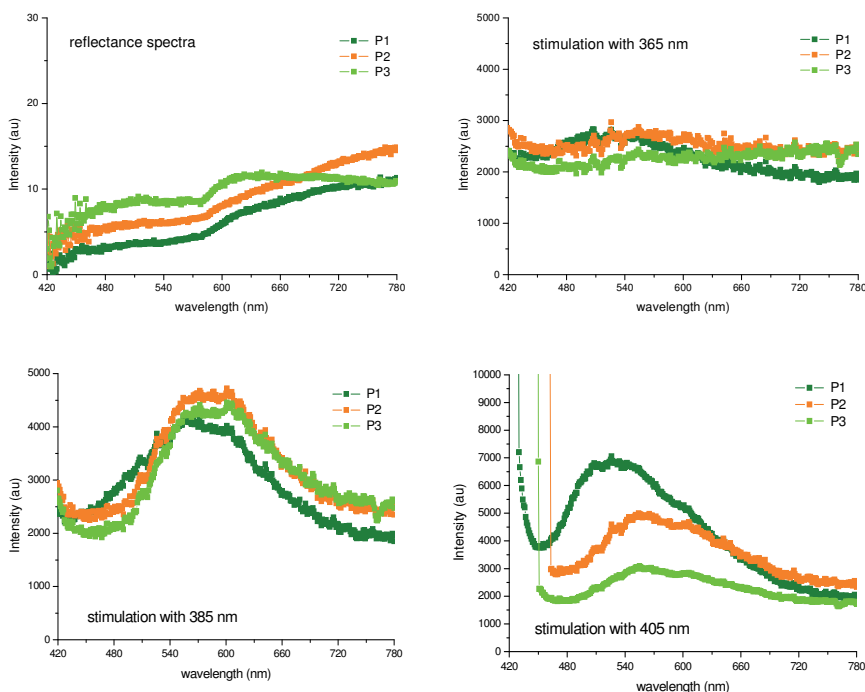 reflectance spectra
P1
P2
P3
Intensity (au)
30
20
10
0
420 480 540 600 660 720 780
wavelength (nm)
stimulation with 365 nm
P1
P2
P3
Intensity (au)
5000
4000
3000
2000
1000
0
420 480 540 600 660 720 780
wavelength (nm)
P1
P2
P3
Intensity (au)
5000
4000
3000
2000
1000
0
stimulation with 385 nm
420 480 540 600 660 720 780
wavelength (nm)
P1
P2
P3
Intensity (au)
10000
9000
8000
7000
6000
5000
4000
3000
2000
1000
0
stimulation with 405 nm
420 480 540 600 660 720 780
wavelength (nm)